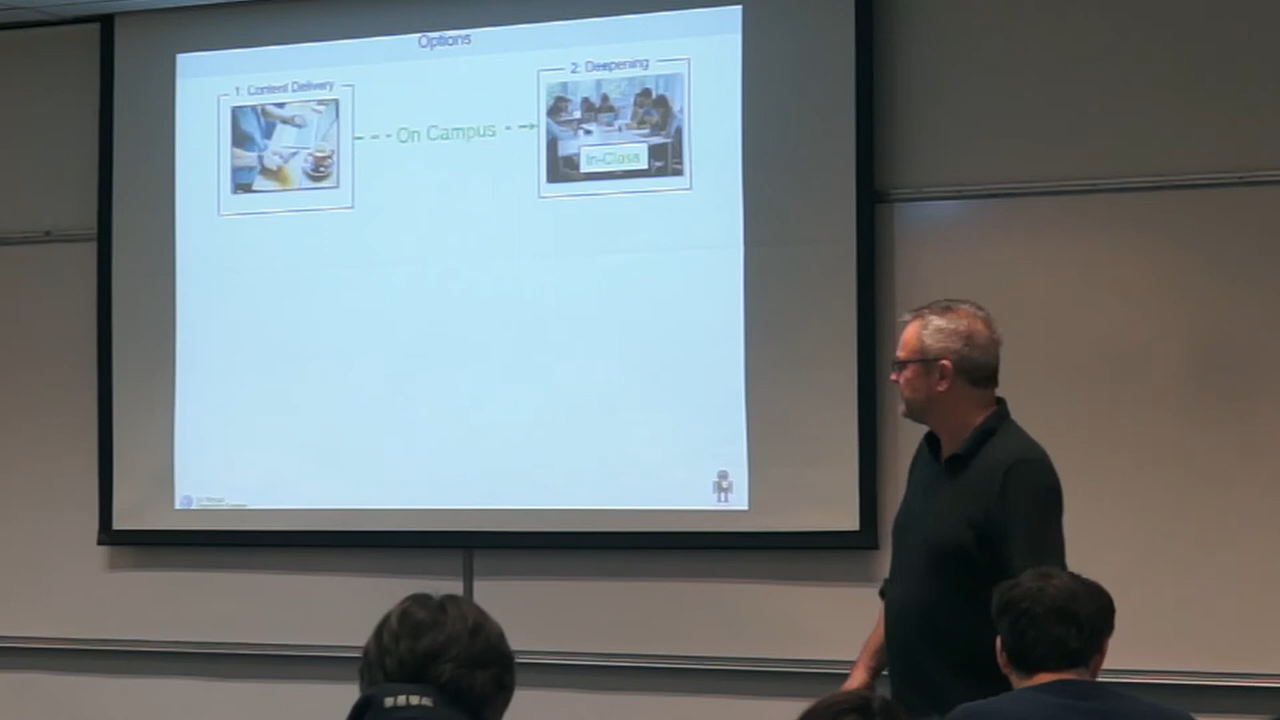 Options
1: Content Delivery
On Campus
2: Deepening
In-Class